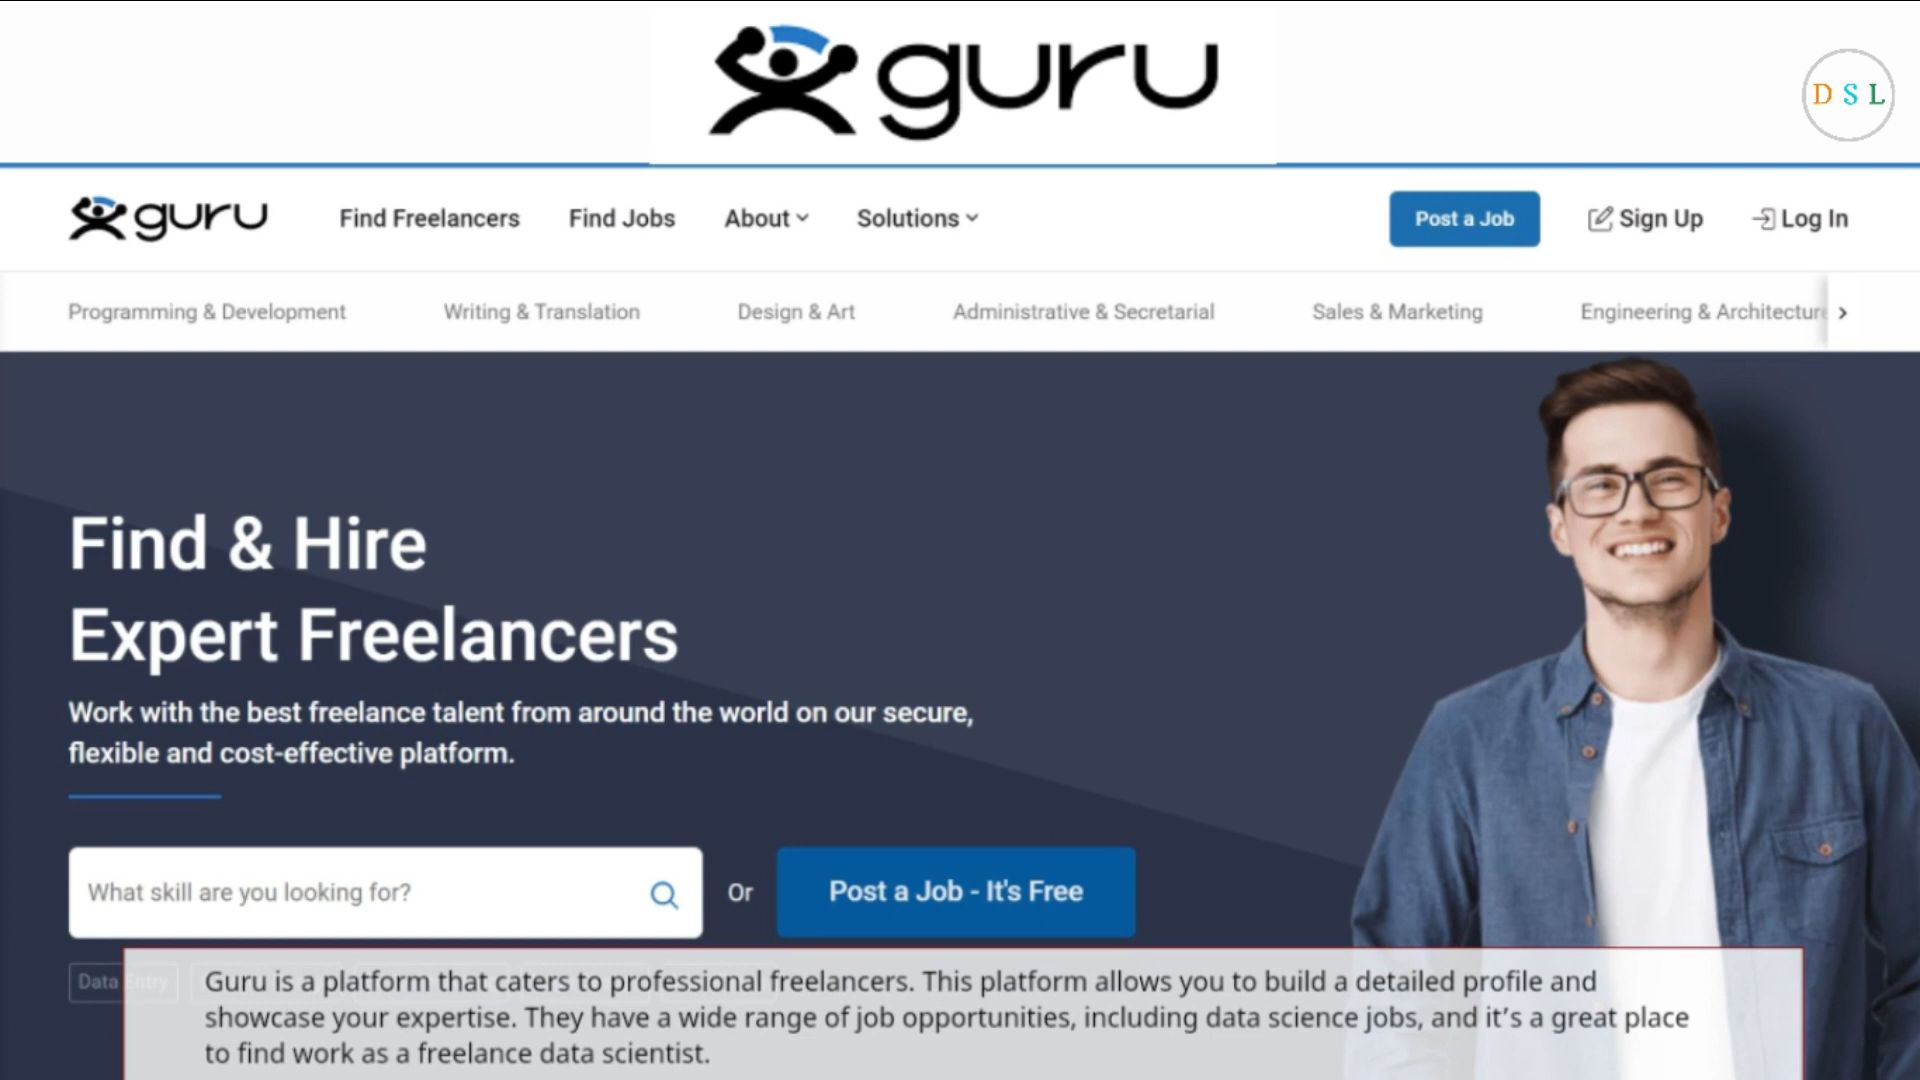 guru
D S L
guru
Find Freelancers
Find Jobs
About
Solutions
Post a Job
Sign Up
Log In
Programming & Development
Writing & Translation
Design & Art
Administrative & Secretarial
Sales & Marketing
Engineering & Architecture
Find & Hire
Expert Freelancers
Work with the best freelance talent from around the world on our secure,
flexible and cost-effective platform.
What skill are you looking for?
Or
Post a Job - It's Free
Data Entry
Guru is a platform that caters to professional freelancers. This platform allows you to build a detailed profile and
showcase your expertise. They have a wide range of job opportunities, including data science jobs, and it’s a great place
to find work as a freelance data scientist.